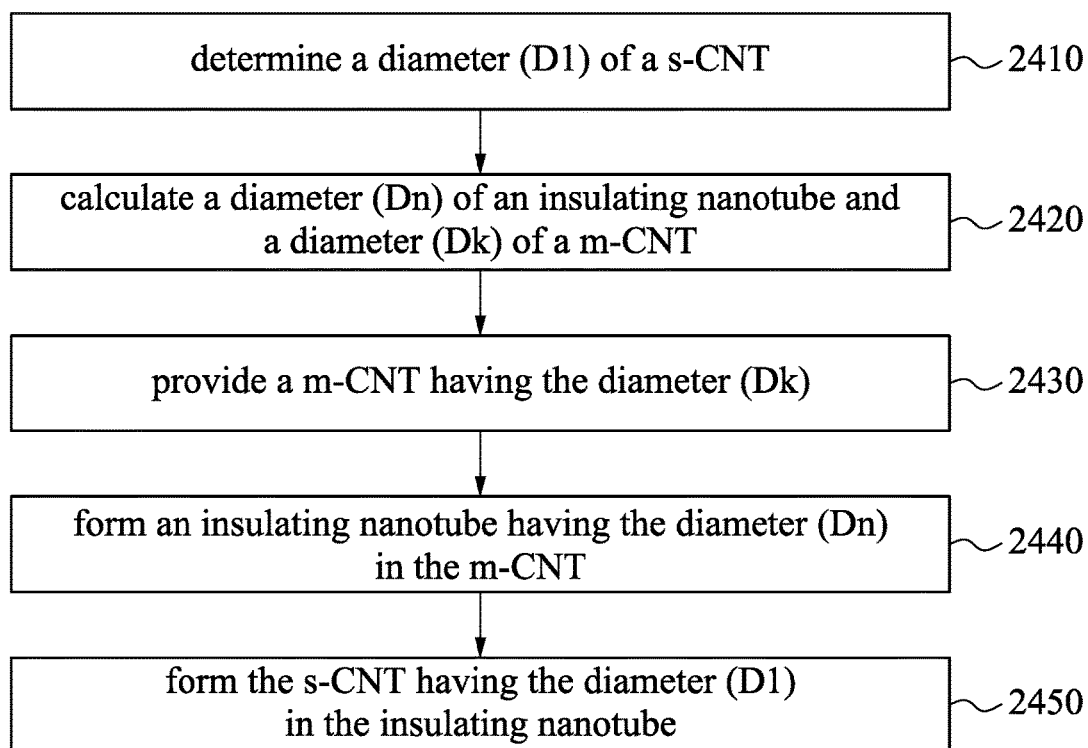 determine a diameter (D1) of a s-CNT
2410
calculate a diameter (Dn) of an insulating nanotube and
a diameter (Dk) of a m-CNT
2420
provide a m-CNT having the diameter (Dk)
2430
form an insulating nanotube having the diameter (Dn)
in the m-CNT
2440
form the s-CNT having the diameter (D1)
in the insulating nanotube
2450